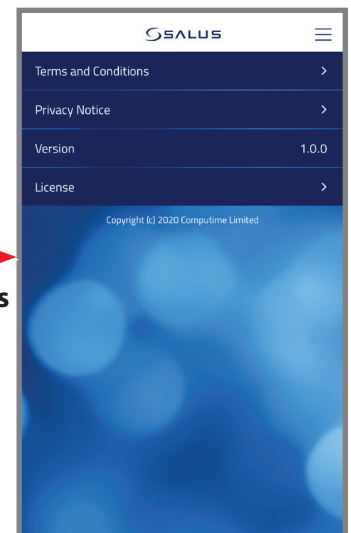 SALUS
Terms and Conditions
Privacy Notice
Version 1.0.0
License
Copyright (c) 2020 Computime Limited
s